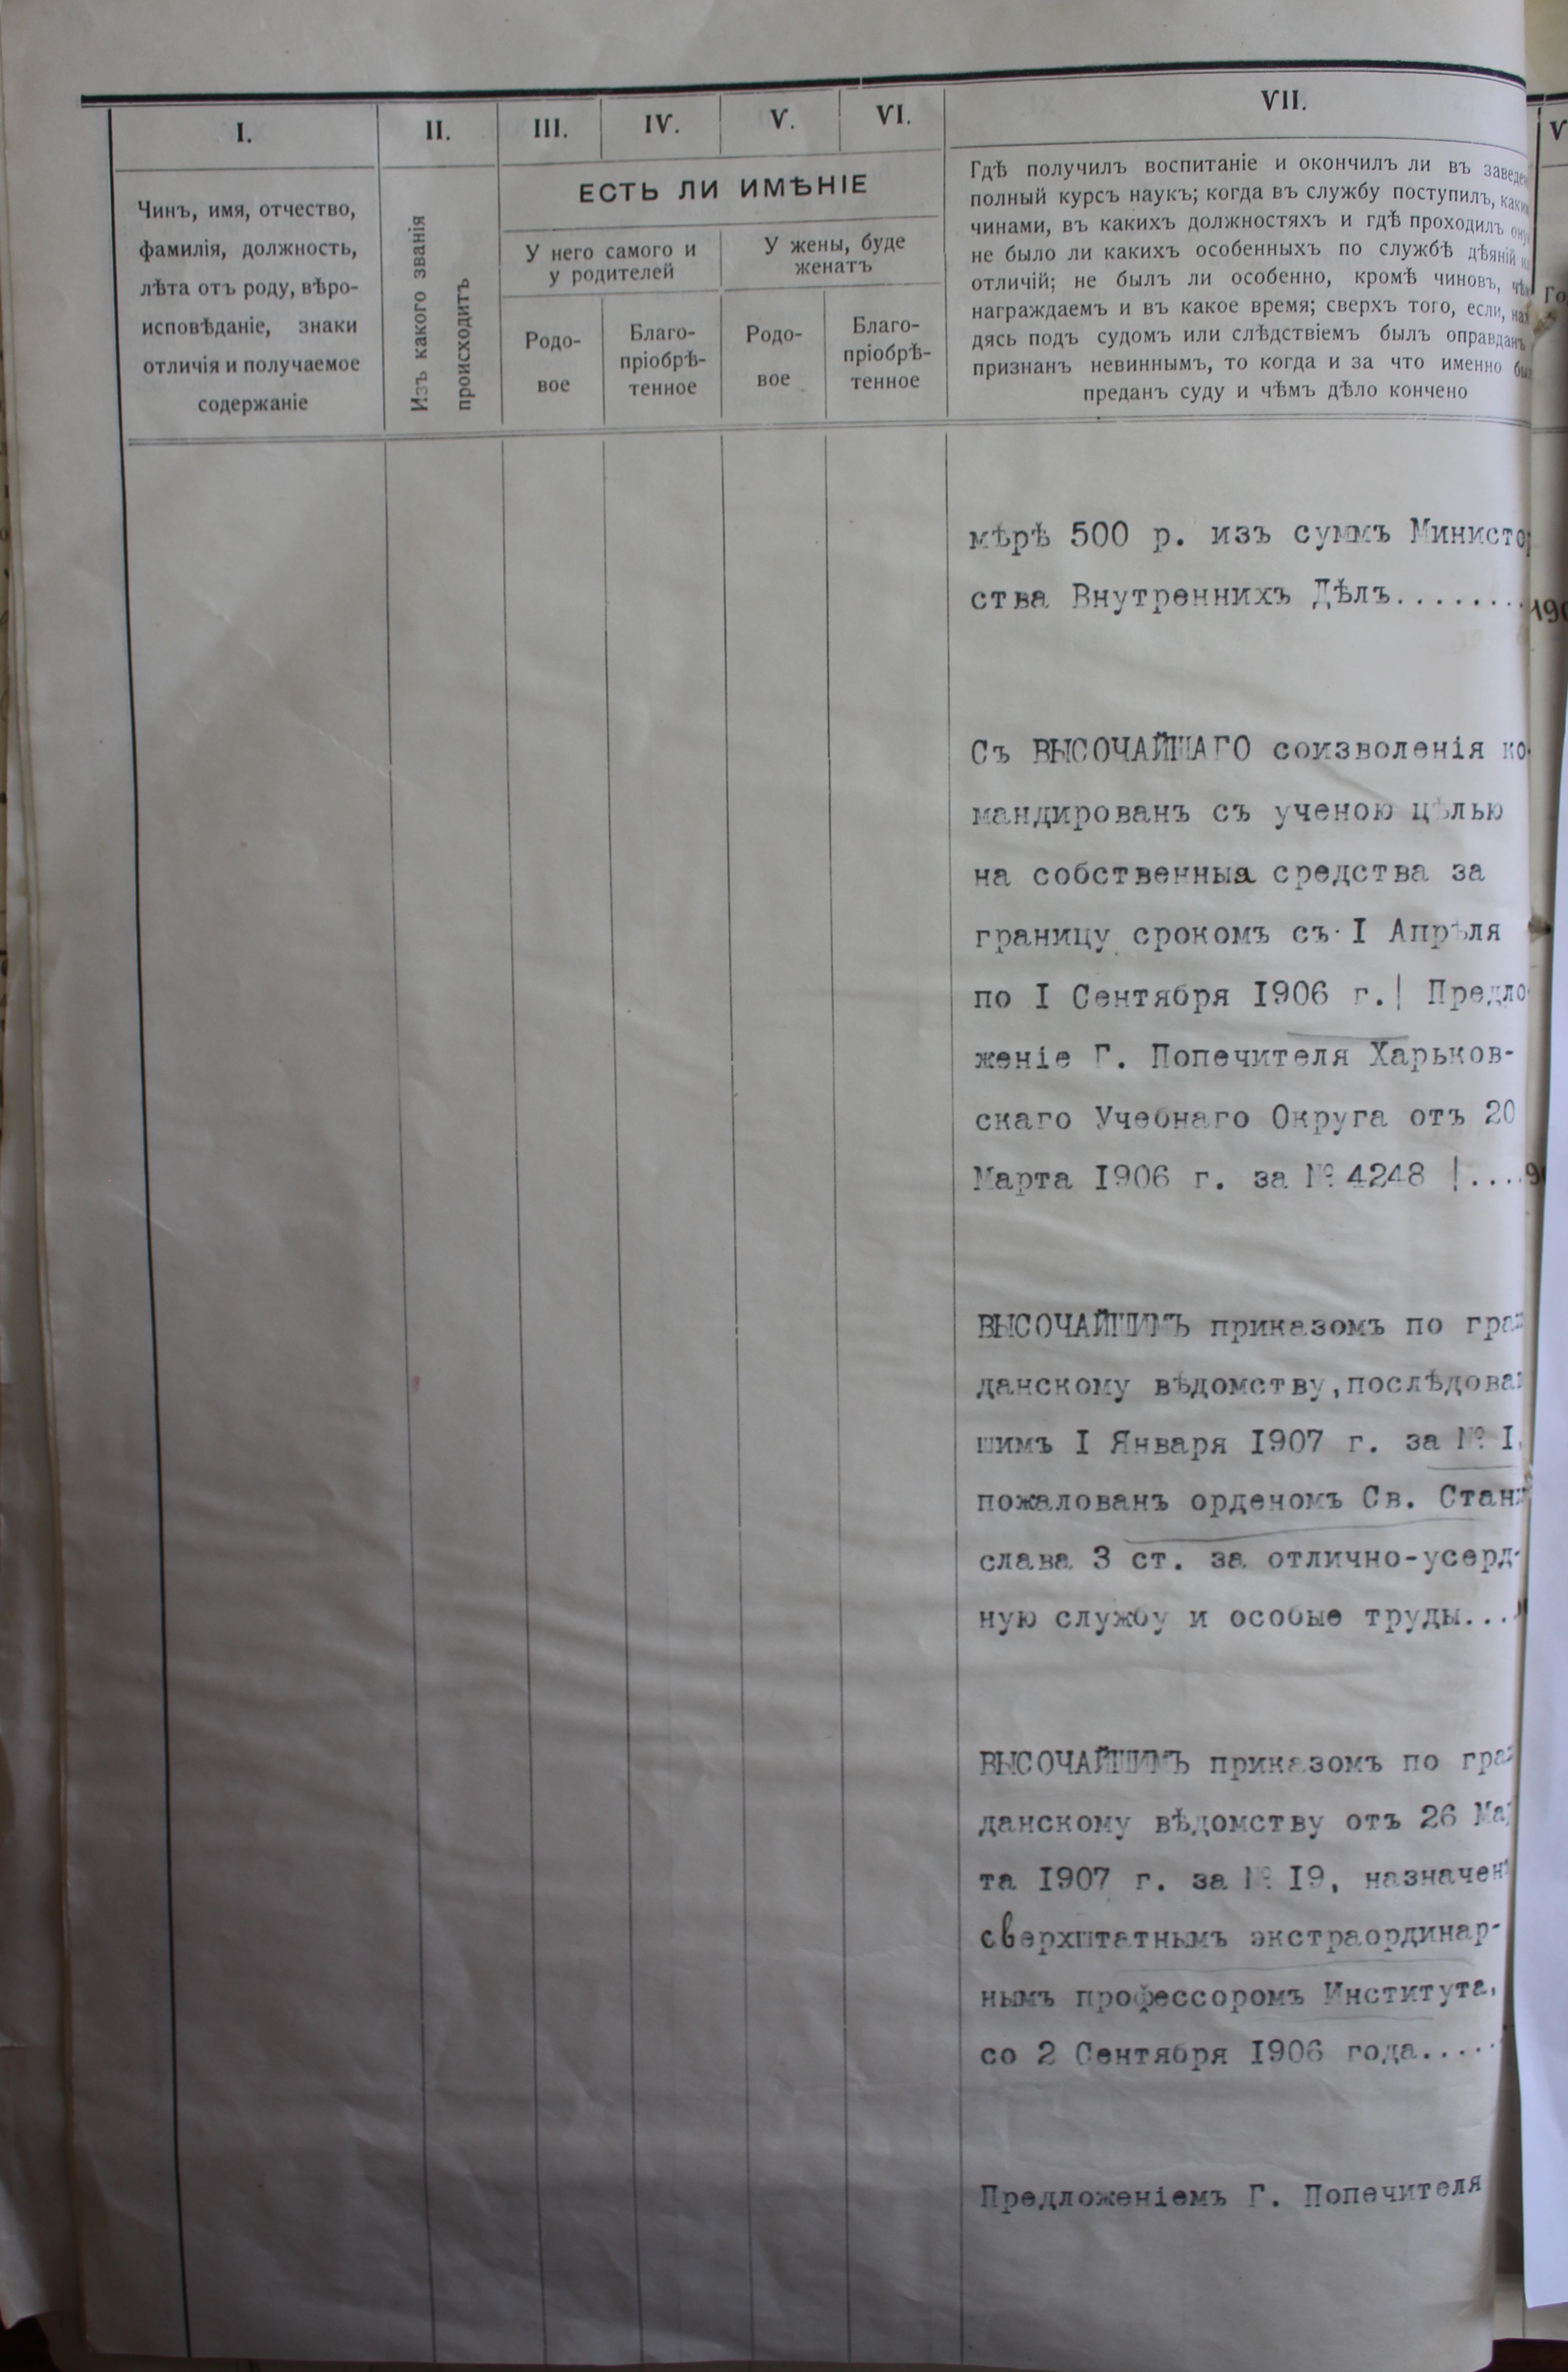 I.
II.
III.
IV.
V.
VI.
VII.
Чинъ, имя, отчество,
фамилія, должность,
лѣта отъ роду, вѣро-
исповѣданіе, знаки
отличія и получаемое
содержаніе
Изъ какого званія
происходитъ
ЕСТЬ ЛИ ИМѢНІЕ
У него самого и
у родителей
У жены, буде
женатъ
Родо-
вое
Благо-
пріобрѣ-
тенное
Родо-
вое
Благо-
пріобрѣ-
тенное
Гдѣ получилъ воспитаніе и окончилъ ли въ заведе
полный курсъ наукъ; когда въ службу поступилъ, каки
чинами, въ какихъ должностяхъ и гдѣ проходилъ
не было ли какихъ особенныхъ по службѣ дѣяній
отличій; не былъ ли особенно, кромѣ чиновъ, чѣм
награждаемъ и въ какое время; сверхъ того, если, нах
дясь подъ судомъ или слѣдствіемъ былъ оправданъ
признанъ невиннымъ, то когда и за что именно бы
преданъ суду и чѣмъ дѣло кончено
мѣрѣ 500 р. изъ суммъ Министер
ства Внутреннихъ Дѣлъ........
190
Съ ВЫСОЧАЙШАГО соизволенія ко-
мандированъ съ ученою цѣлью
на собственныя средства за
границу срокомъ съ I Апрѣля
по I Сентября 1906 г.| Предло-
женіе Г. Попечителя Харьков-
скаго Учебнаго Округа отъ 20
Марта 1906 г. за № 4248 |....
ВЫСОЧАЙШИМЪ приказомъ по граж
данскому вѣдомству,послѣдовав
шимъ I Января 1907 г. за № I,
пожалованъ орденомъ Св. Стани
слава 3 ст. за отлично-усерд-
ную службу и особые труды...
ВЫСОЧАЙШИМЪ приказомъ по граж
данскому вѣдомству отъ 26 Мар
та 1907 г. за № 19, назначенъ
сверхштатнымъ экстраординар-
нымъ профессоромъ Института,
со 2 Сентября 1906 года.....
Предложеніемъ Г. Попечителя